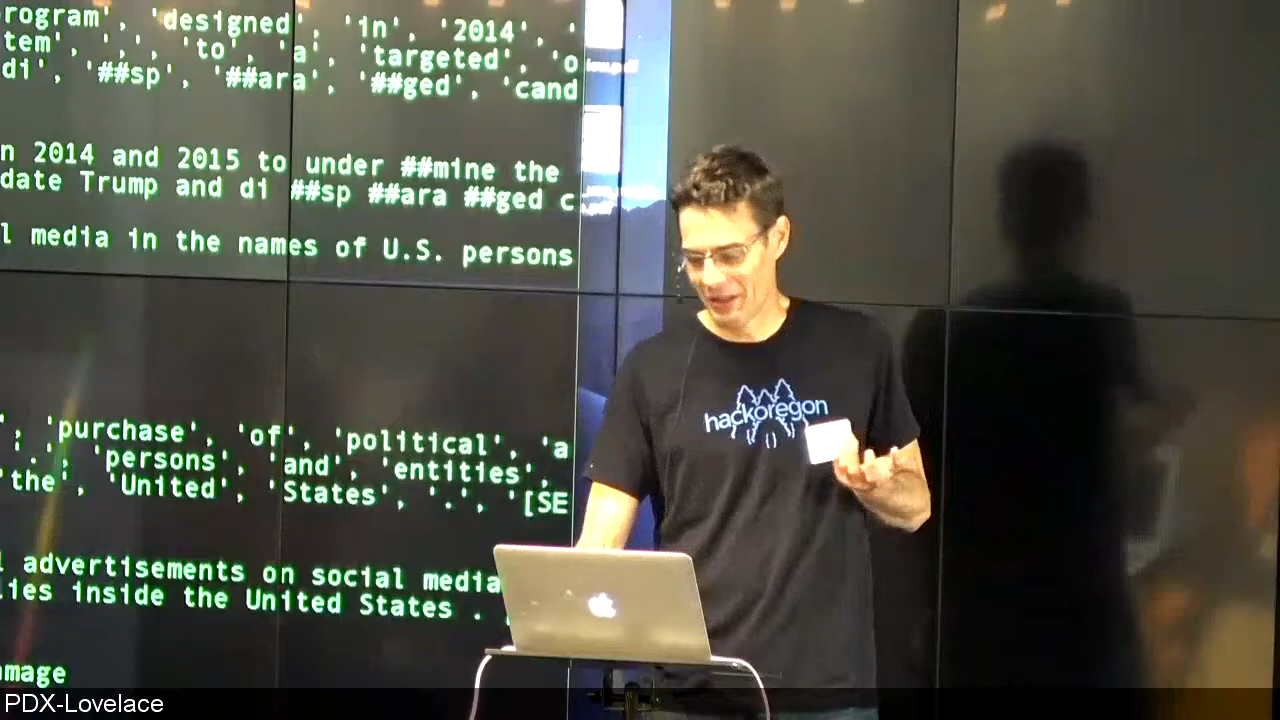 rogram', 'designed', 'in', '2014', '
tem', ',', 'to', 'a', 'targeted', 'o
di', '##sp', '##ara', '##ged', 'cand
n 2014 and 2015 to under ##mine the
date Trump and di ##sp ##ara ##ged c
l media in the names of U.S. persons
', 'purchase', 'of', 'political', 'a
'.', 'persons', 'and', 'entities',
'the', 'United', 'States', '.', '[SE
l advertisements on social media
lies inside the United States .
amage
hackoregon
{ () }
PDX-Lovelace